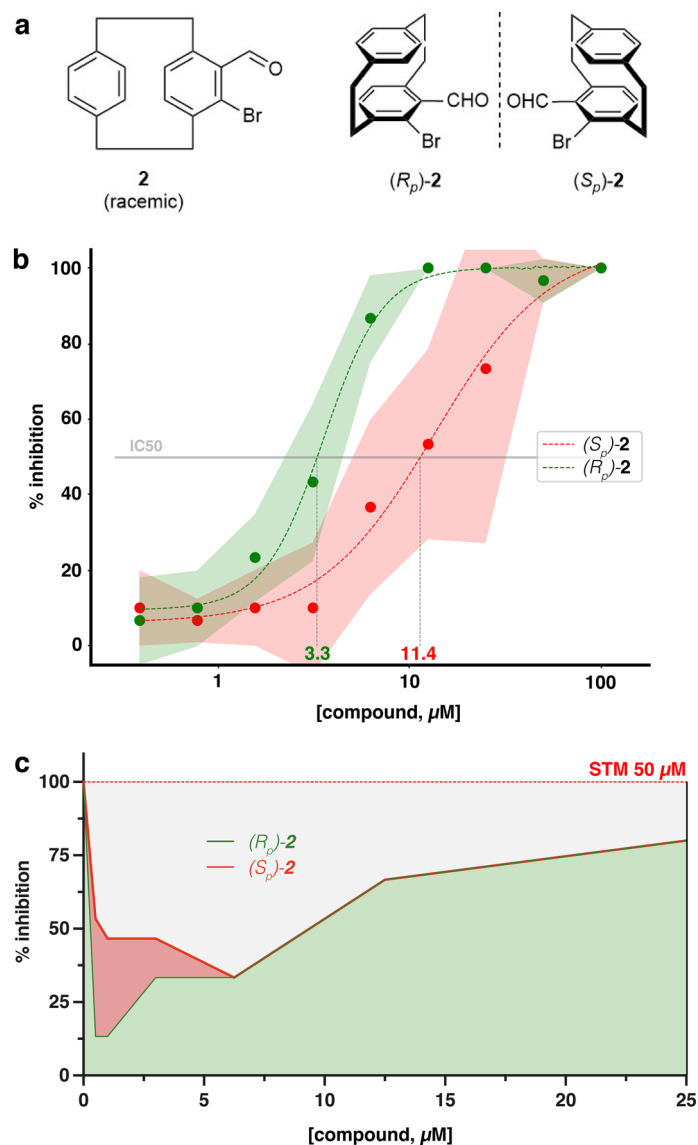 a
O
Br
2
(racemic)
CHO
Br
(Rp)-2
OHC
Br
(Sp)-2
b
% inhibition
100
80
60
40
20
0
IC50
(Sp)-2
(Rp)-2
3.3
11.4
1
10
100
[compound, µM]
c
STM 50 µM
% inhibition
100
75
50
25
0
(Rp)-2
(Sp)-2
0
5
10
15
20
25
[compound, µM]